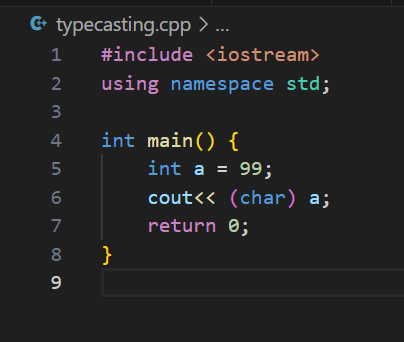 typecasting.cpp > ...
1 #include <iostream>
2 using namespace std;
3
4 int main() {
5     int a = 99;
6     cout<< (char) a;
7     return 0;
8 }
9